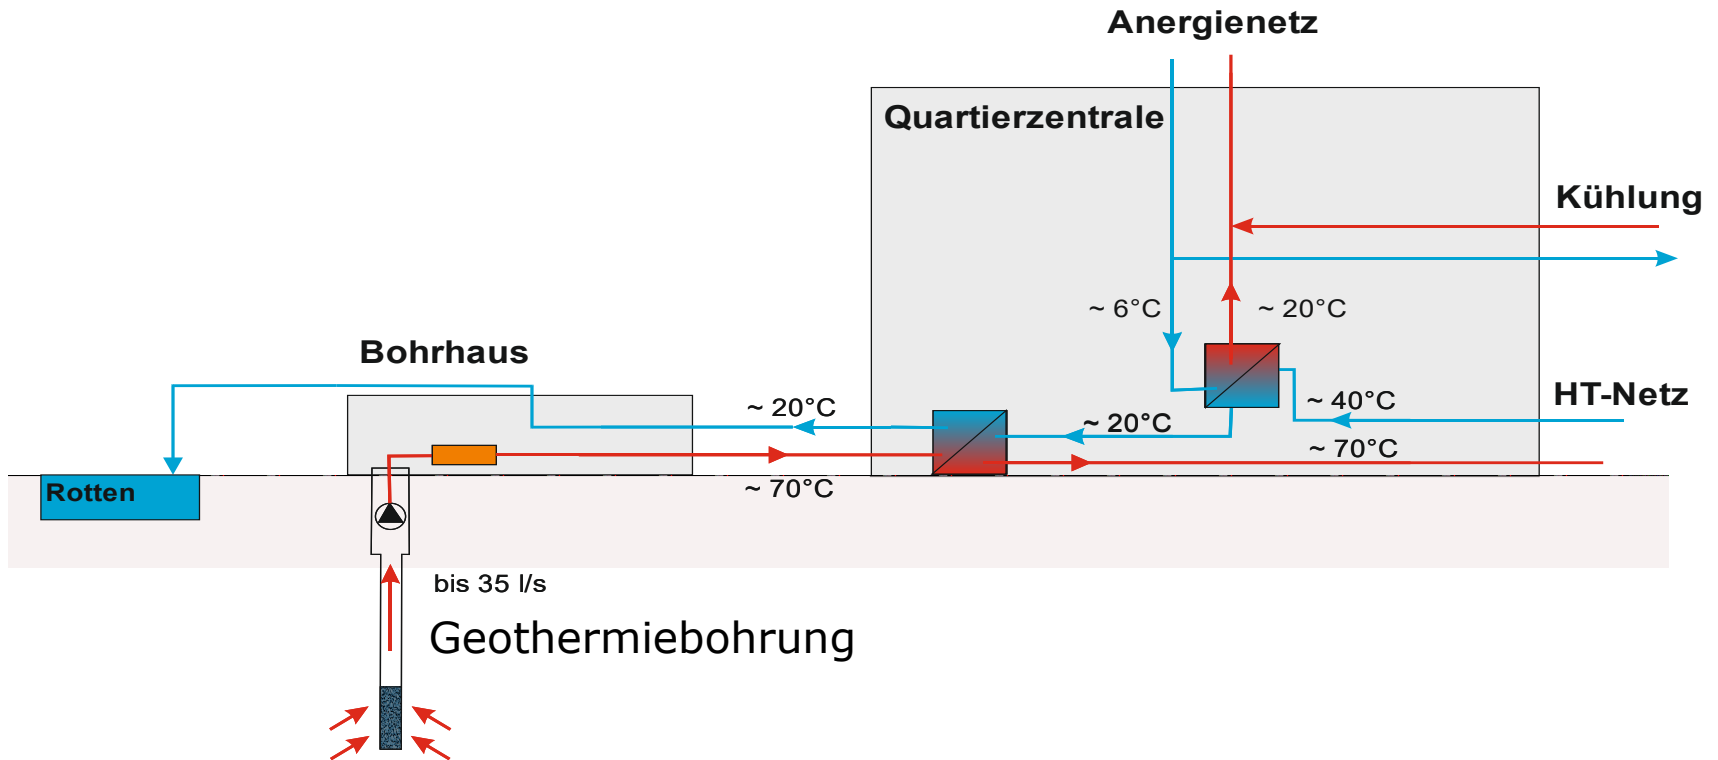 Anergienetz
Quartierzentrale
Kühlung
~ 6°C
~ 20°C
Bohrhaus
HT-Netz
~ 40°C
~ 20°C
~ 20°C
~ 70°C
~ 70°C
Rotten
bis 35 l/s
Geothermiebohrung